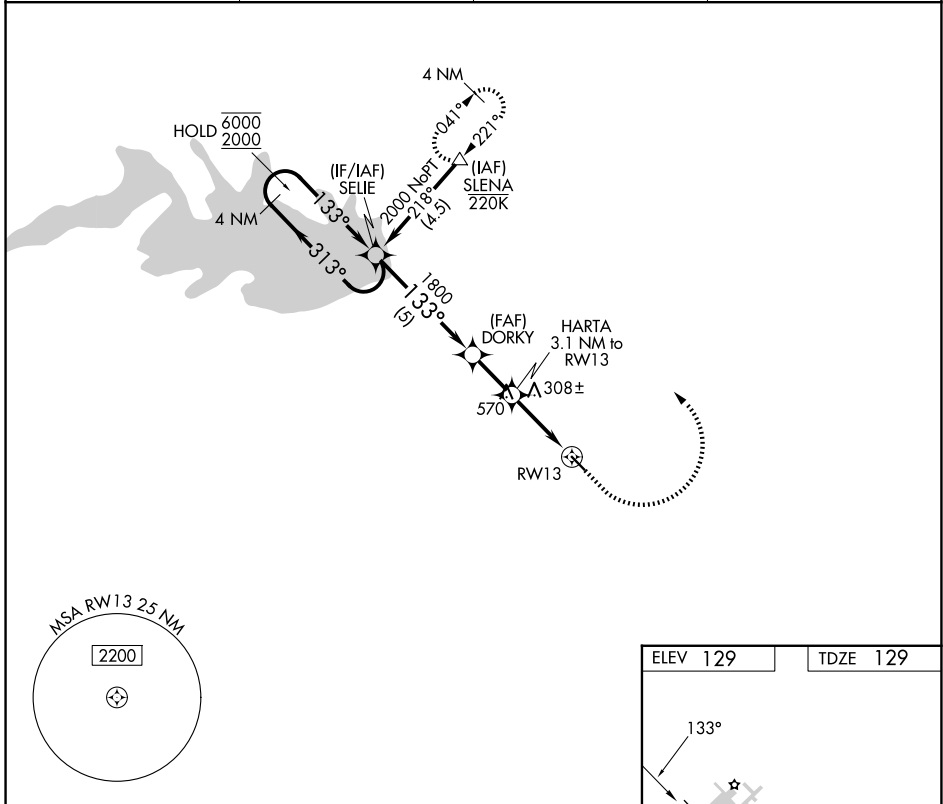 4 NM
041°
221°
HOLD 6000
2000
(IF/IAF)
SELIE
2000 NoPT
218°
(4.5)
(IAF)
SLENA
220K
4 NM
133°
313°
1800
133°
(5)
(FAF)
DORKY
HARTA
3.1 NM to
RW13
308±
570
RW13
MSA RW13 25 NM
2200
ELEV 129
TDZE 129
133°